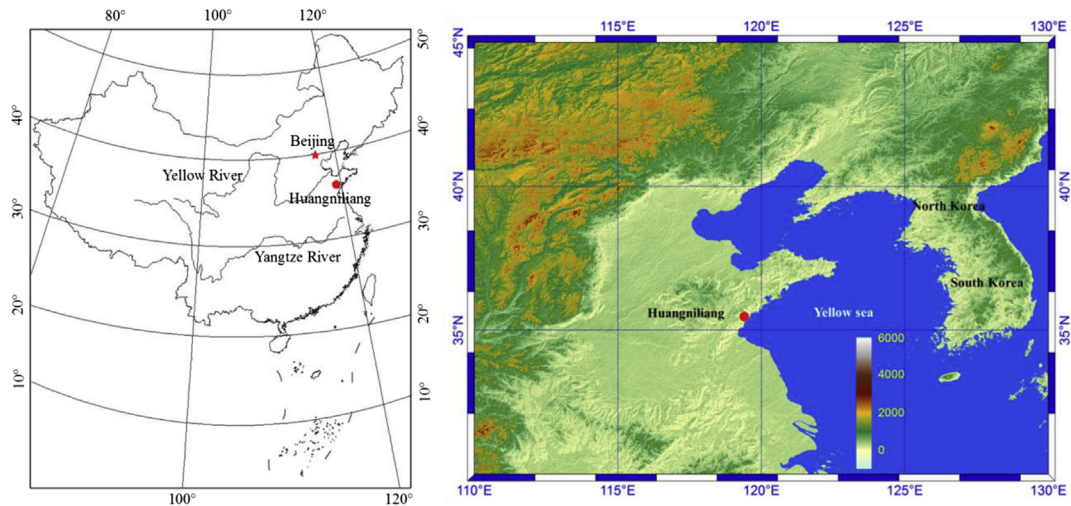 80°
100°
120°
50°
40°
40°
Beijing
Yellow River
Huangniliang
30°
30°
Yangtze River
20°
20°
10°
10°
100°
120°
110°E
115°E
120°E
125°E
130°E
45°N
45°N
40°N
40°N
North Korea
South Korea
Huangniliang
Yellow sea
35°N
35°N
6000
4000
2000
0
110°E
115°E
120°E
125°E
130°E